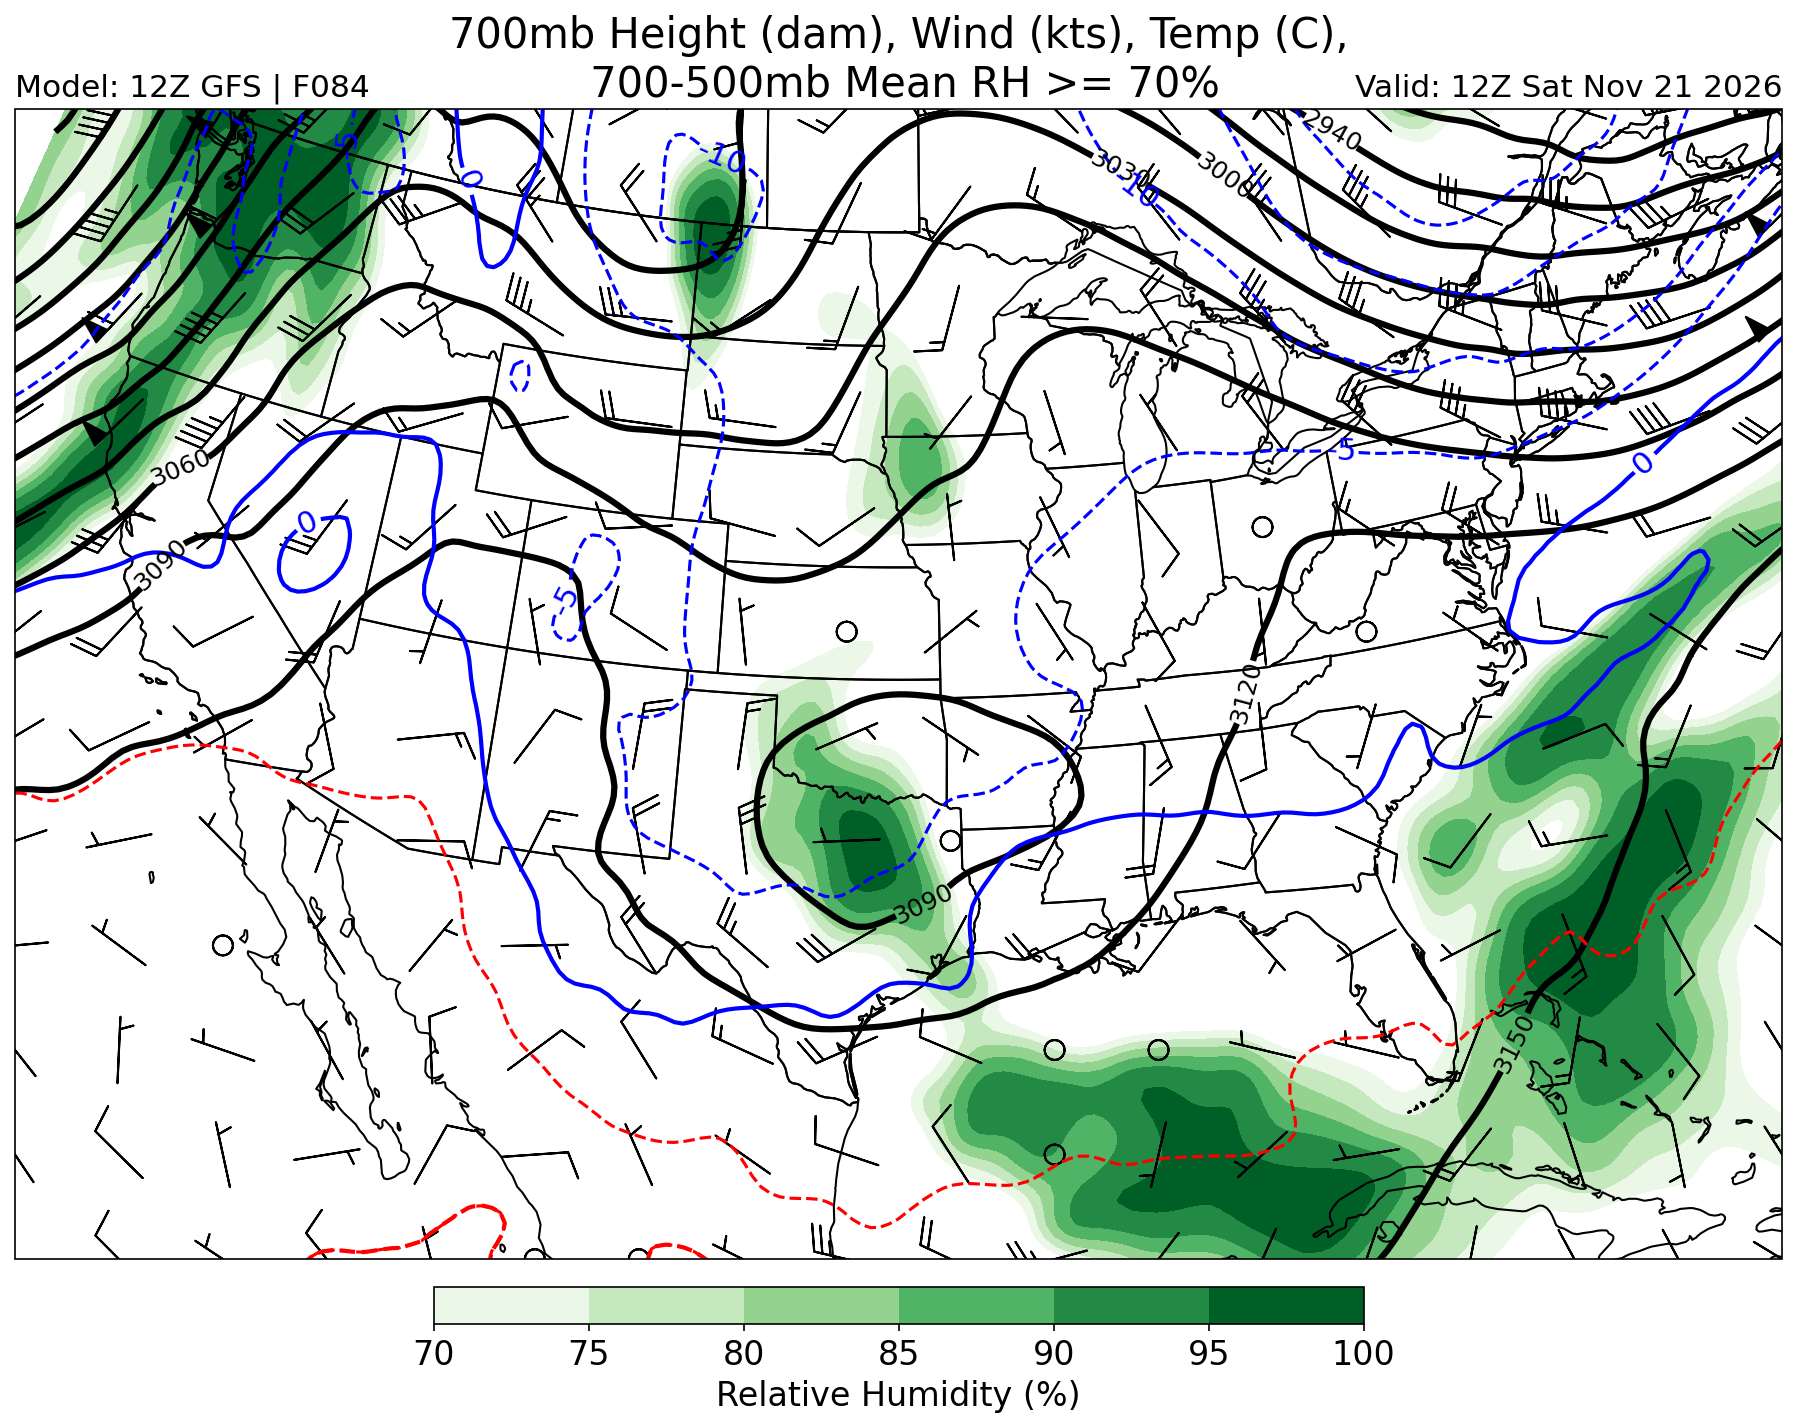 700mb Height (dam), Wind (kts), Temp (C),
700-500mb Mean RH >= 70%
Model: 12Z GFS | F084
Valid: 12Z Sat Nov 21 2026
2940
-5
-10
0
3030
3000
-10
3060
-5
0
0
3090
-5
3120
3090
3150
70 75 80 85 90 95 100
Relative Humidity (%)